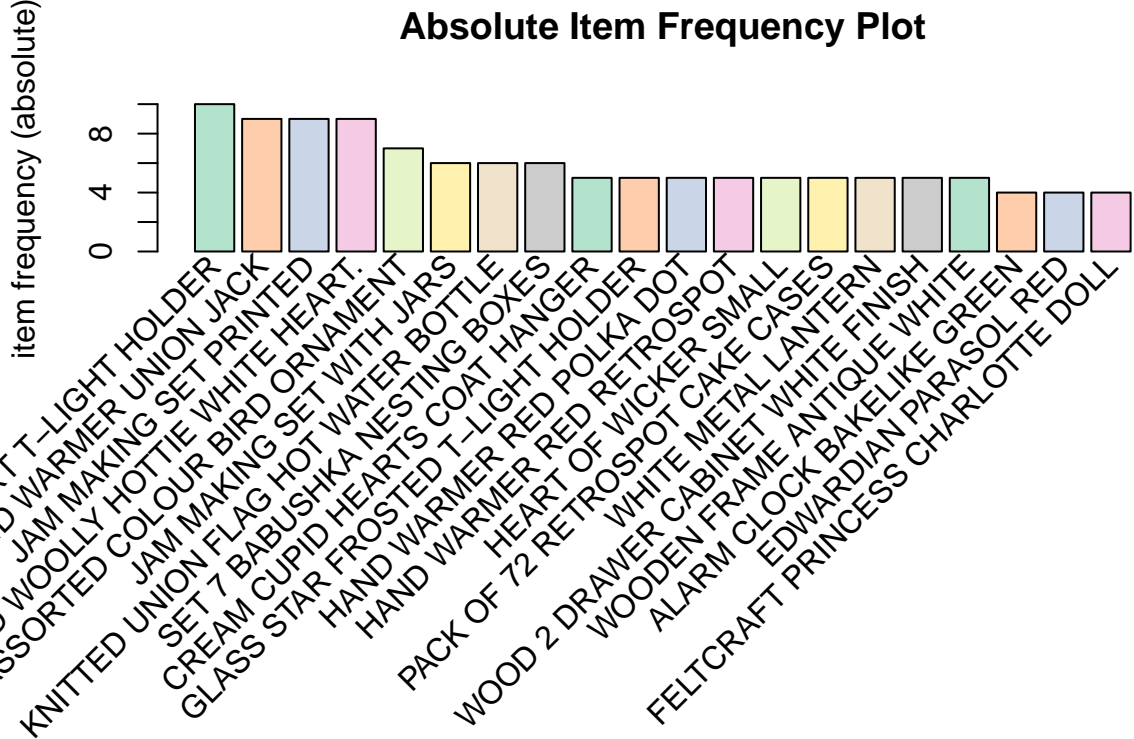 Absolute Item Frequency Plot
item frequency (absolute)
8
4
0
T−LIGHT HOLDER
WARMER UNION JACK
JAM MAKING SET PRINTED
WOOLLY HOTTIE WHITE HEART.
ASSORTED COLOUR BIRD ORNAMENT
JAM MAKING SET WITH JARS
KNITTED UNION FLAG HOT WATER BOTTLE
SET 7 BABUSHKA NESTING BOXES
CREAM CUPID HEARTS COAT HANGER
GLASS STAR FROSTED T−LIGHT HOLDER
HAND WARMER RED POLKA DOT
HAND WARMER RED RETROSPOT
HEART OF WICKER SMALL
PACK OF 72 RETROSPOT CAKE CASES
WHITE METAL LANTERN
WOOD 2 DRAWER CABINET WHITE FINISH
WOODEN FRAME ANTIQUE WHITE
ALARM CLOCK BAKELIKE GREEN
EDWARDIAN PARASOL RED
FELTCRAFT PRINCESS CHARLOTTE DOLL